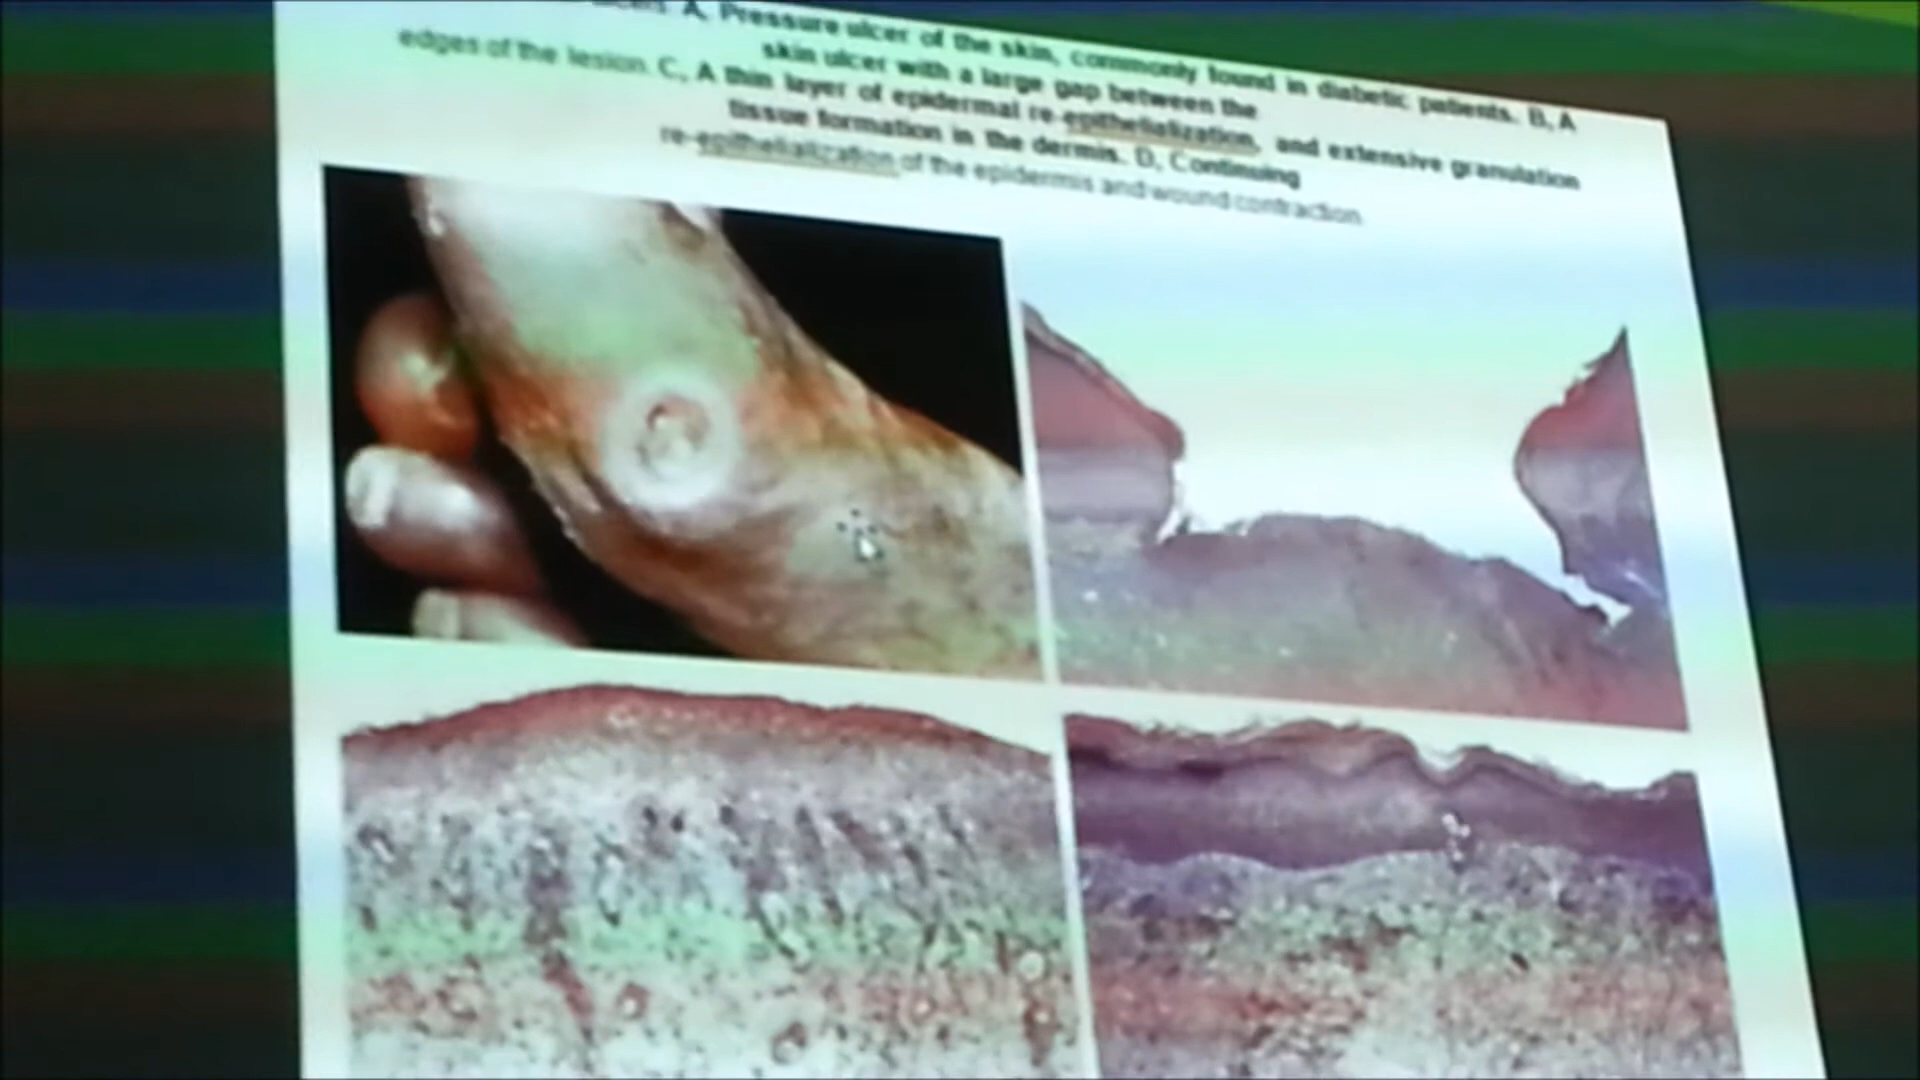 A, Pressure ulcer of the skin, commonly found in diabetic patients. B, A
skin ulcer with a large gap between the
edges of the lesion. C, A thin layer of epidermal re-epithelialization, and extensive granulation
tissue formation in the dermis. D, Continuing
re-epithelialization of the epidermis and wound contraction.